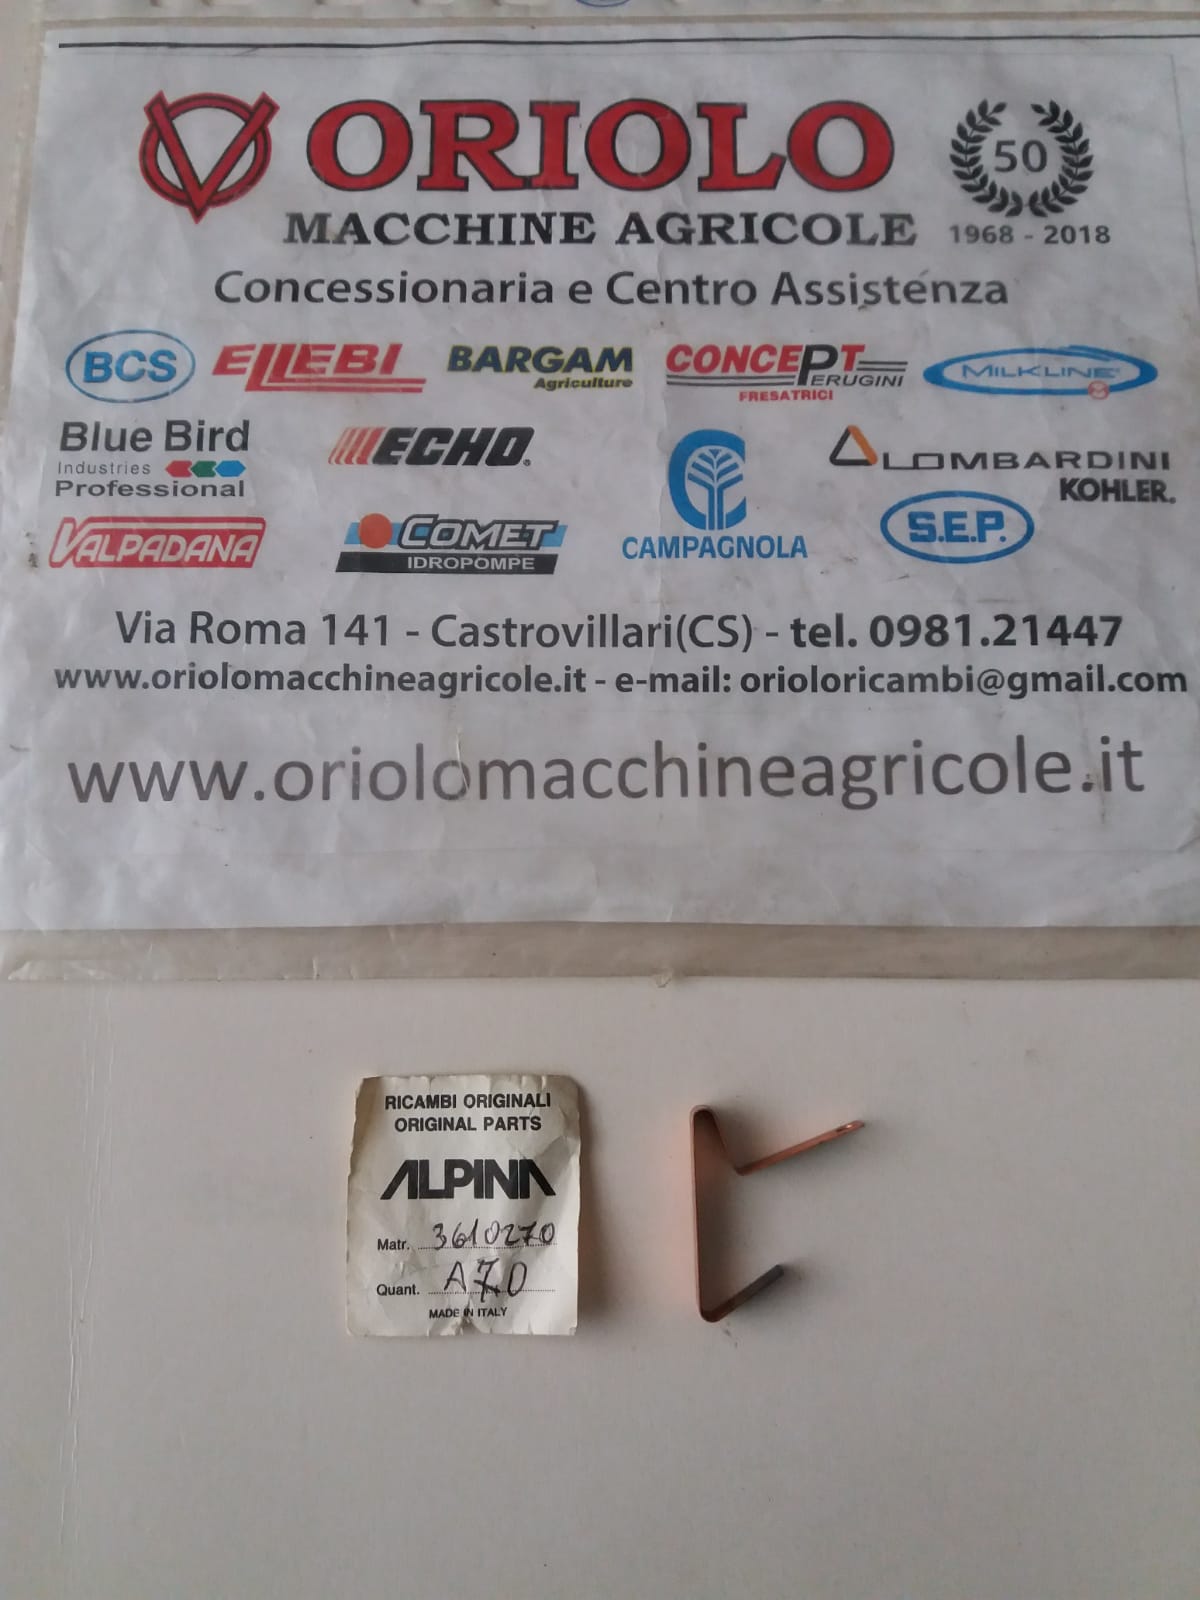 V ORIOLO
50
MACCHINE AGRICOLE
1968 - 2018
Concessionaria e Centro Assistenza
BCS ELLEBI BARGAM CONCEPT MILKLINE
Agriculture PERUGINI
FRESATRICI
Blue Bird ECHO. C LOMBARDINI
Industries
Professional KOHLER.
VALPADANA COMET CAMPAGNOLA S.E.P.
IDROPOMPE
Via Roma 141 - Castrovillari(CS) - tel. 0981.21447
www.oriolomacchineagricole.it - e-mail: orioloricambi@gmail.com
www.oriolomacchineagricole.it
RICAMBI ORIGINALI
ORIGINAL PARTS
ALPINA
Matr. 3610270
Quant. A70
MADE IN ITALY